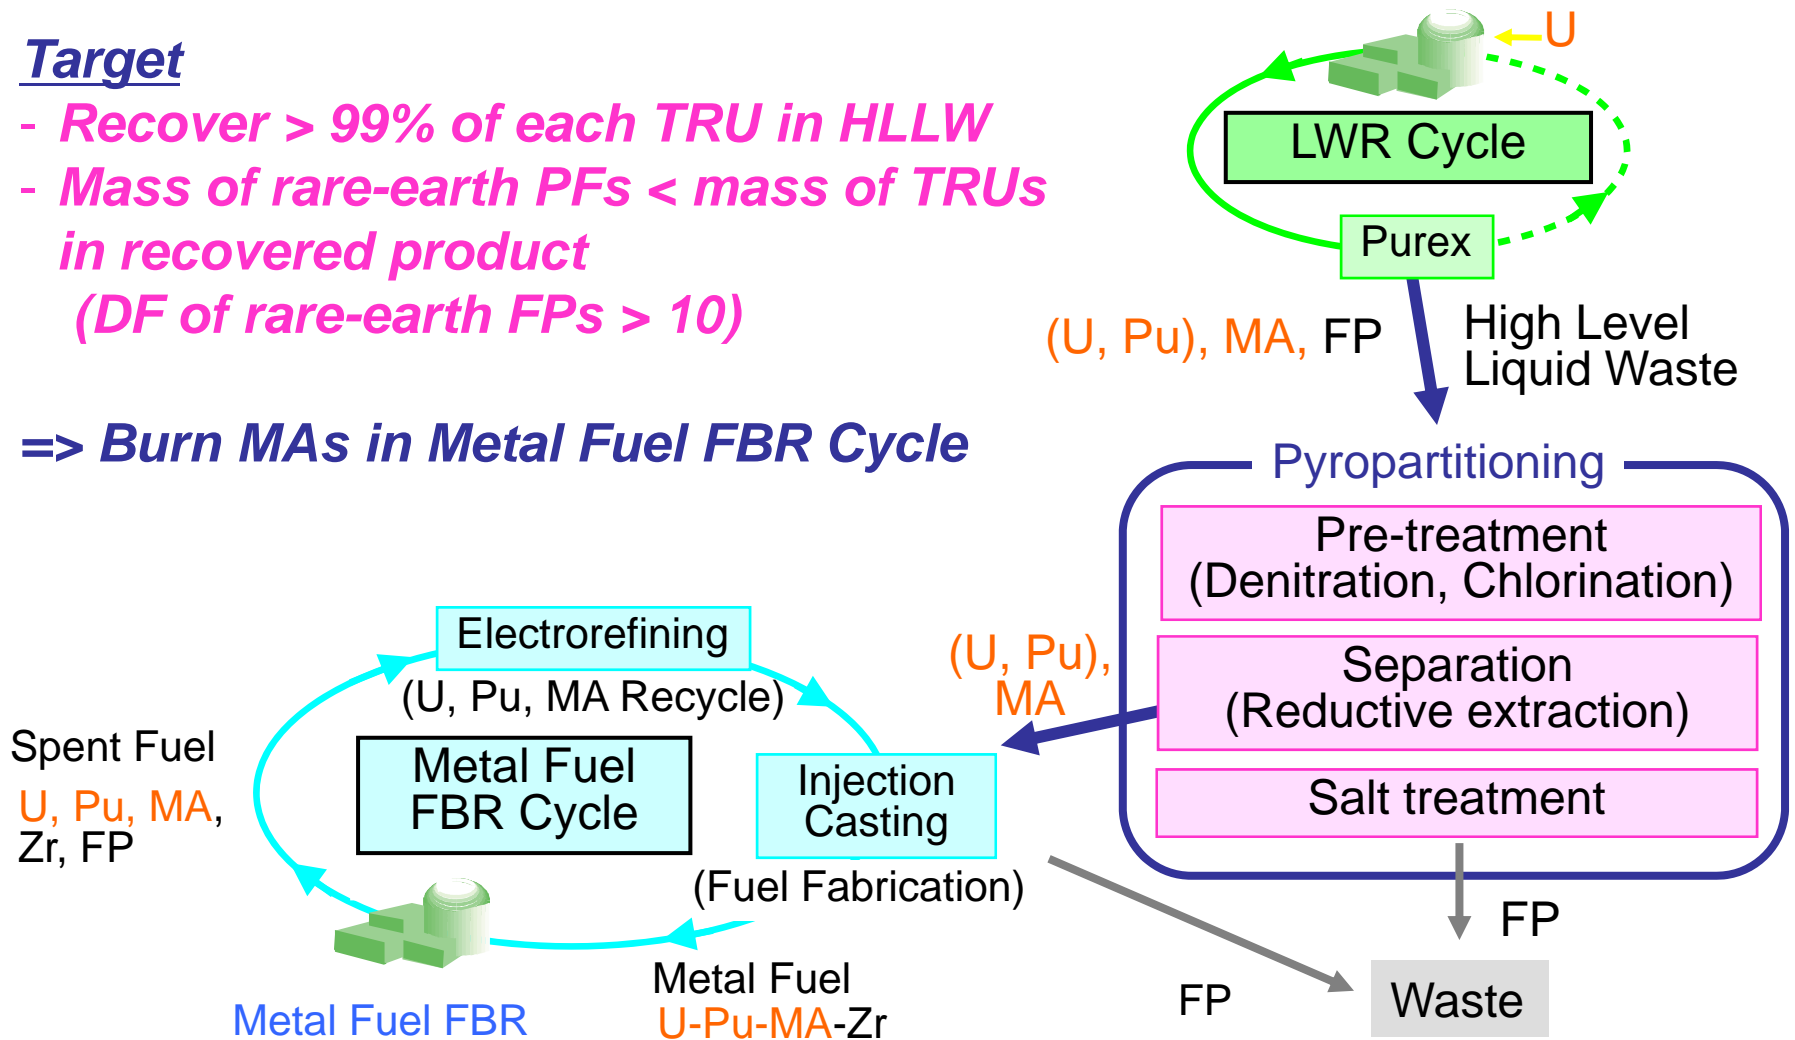 Target
- Recover > 99% of each TRU in HLLW
- Mass of rare-earth PFs < mass of TRUs
in recovered product
(DF of rare-earth FPs > 10)
=> Burn MAs in Metal Fuel FBR Cycle
U
LWR Cycle
Purex
(U, Pu), MA, FP
High Level
Liquid Waste
Pyropartitioning
Pre-treatment
(Denitration, Chlorination)
Separation
(Reductive extraction)
Salt treatment
(U, Pu),
MA
Electrorefining
(U, Pu, MA Recycle)
Metal Fuel
FBR Cycle
Injection
Casting
(Fuel Fabrication)
Spent Fuel
U, Pu, MA,
Zr, FP
Metal Fuel FBR
Metal Fuel
U-Pu-MA-Zr
FP
FP
Waste